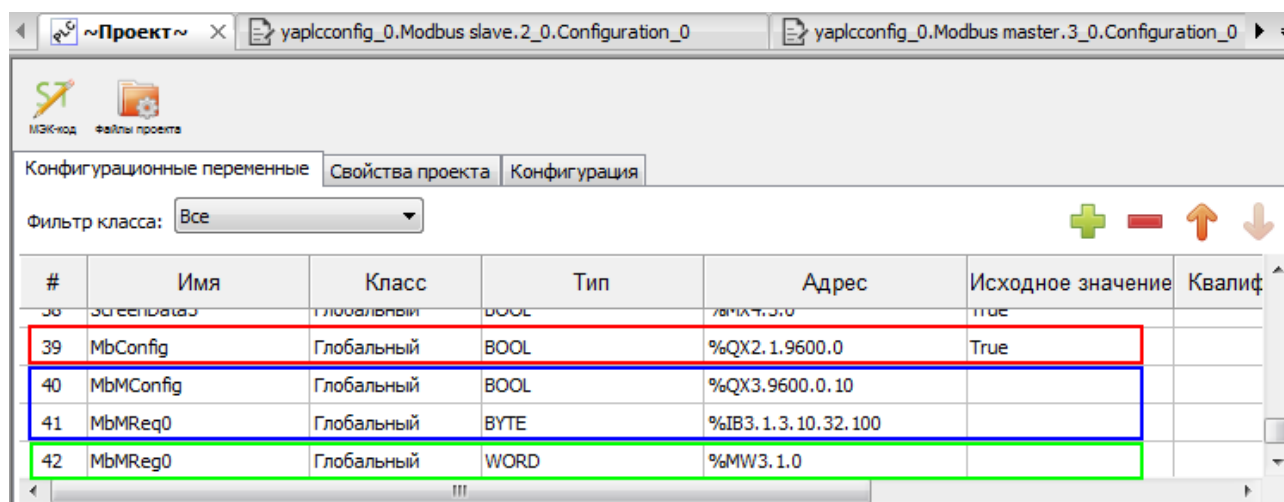 ~Проект~ yaplcconfig_0.Modbus slave.2_0.Configuration_0 yaplcconfig_0.Modbus master.3_0.Configuration_0
ST
МЭК-код Файлы проекта
Конфигурационные переменные Свойства проекта Конфигурация
Фильтр класса: Все
# Имя Класс Тип Адрес Исходное значение Квалиф
39 MbConfig Глобальный BOOL %QX2.1.9600.0 True
40 MbMConfig Глобальный BOOL %QX3.9600.0.10
41 MbMReq0 Глобальный BYTE %IB3.1.3.10.32.100
42 MbMReg0 Глобальный WORD %MW3.1.0